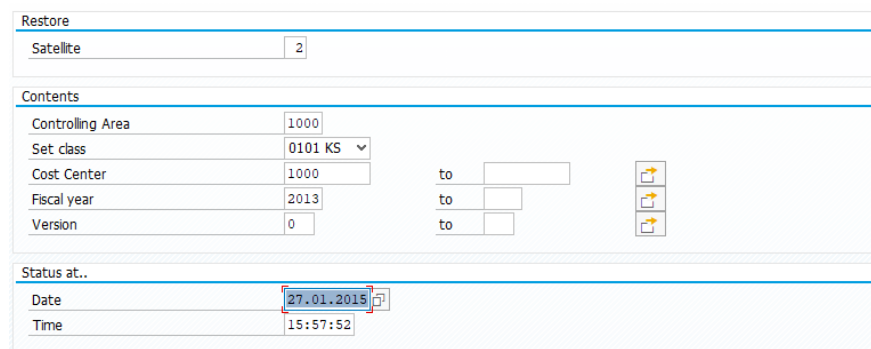 Restore
Satellite 2
Contents
Controlling Area 1000
Set class 0101 KS
Cost Center 1000 to
Fiscal year 2013 to
Version 0 to
Status at..
Date 27.01.2015
Time 15:57:52